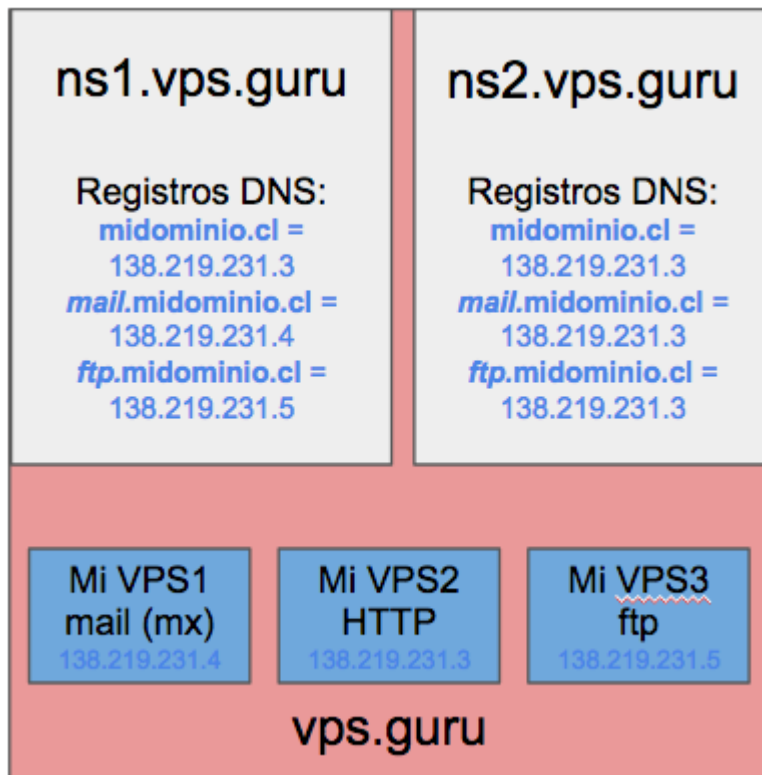 ns1.vps.guru
Registros DNS:
midominio.cl =
138.219.231.3
mail.midominio.cl =
138.219.231.4
ftp.midominio.cl =
138.219.231.5
ns2.vps.guru
Registros DNS:
midominio.cl =
138.219.231.3
mail.midominio.cl =
138.219.231.3
ftp.midominio.cl =
138.219.231.3
Mi VPS1
mail (mx)
138.219.231.4
Mi VPS2
HTTP
138.219.231.3
Mi VPS3
ftp
138.219.231.5
vps.guru